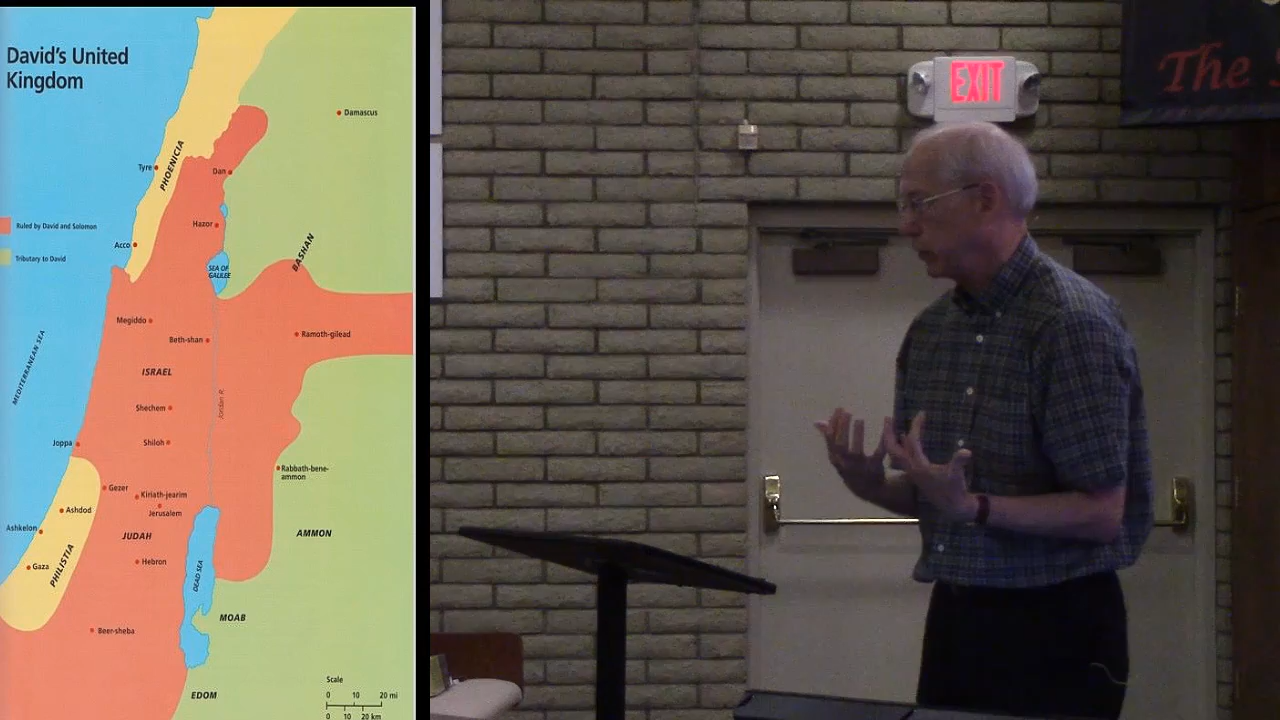 David's United
Kingdom
Damascus
Tyre
PHOENICIA
Dan
Ruled by David and Solomon
Hazor
Acco
BASHAN
Tributary to David
SEA OF
GALILEE
Megiddo
Ramoth-gilead
Beth-shan
MEDITERRANEAN SEA
ISRAEL
Jordan R.
Shechem
Joppa
Shiloh
Rabbath-bene-
ammon
Gezer
Kiriath-jearim
Ashdod
Jerusalem
Ashkelon
JUDAH
AMMON
Gaza
PHILISTIA
Hebron
DEAD SEA
MOAB
Beer-sheba
Scale
EDOM
0 10 20 mi
0 10 20 km
EXIT
The